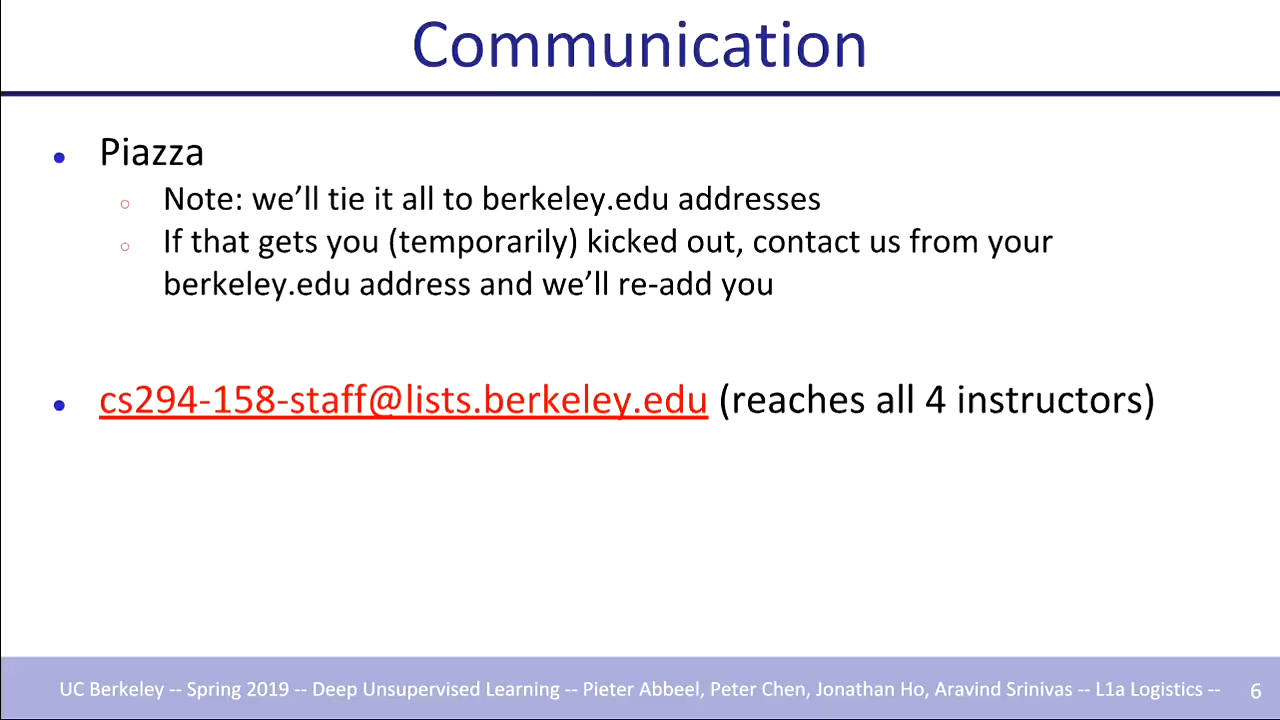 Communication
Piazza
Note: we’ll tie it all to berkeley.edu addresses
If that gets you (temporarily) kicked out, contact us from your
berkeley.edu address and we’ll re-add you
cs294-158-staff@lists.berkeley.edu (reaches all 4 instructors)
UC Berkeley -- Spring 2019 -- Deep Unsupervised Learning -- Pieter Abbeel, Peter Chen, Jonathan Ho, Aravind Srinivas -- L1a Logistics -- 6